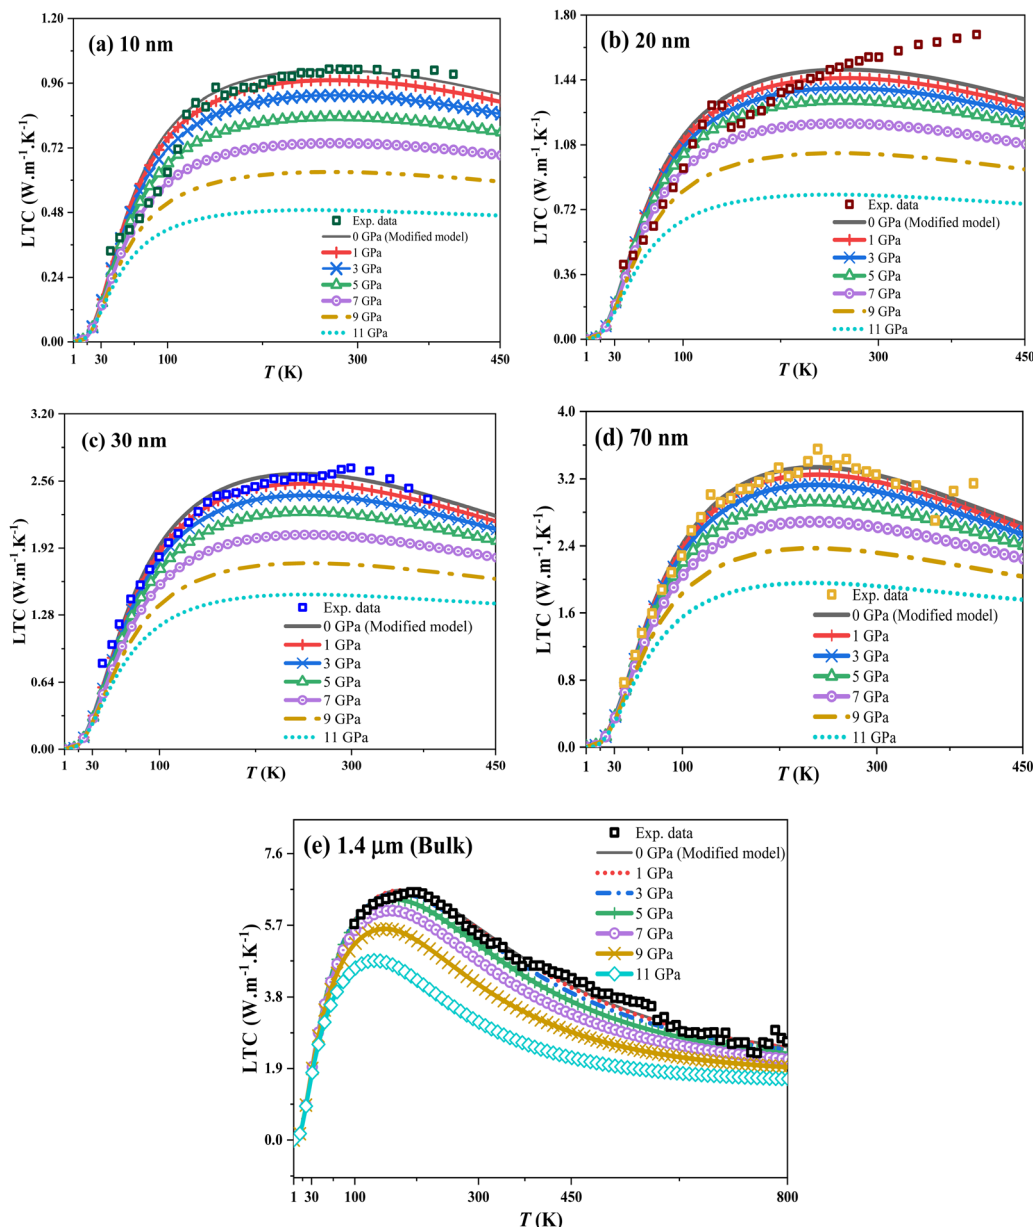 (a) 10 nm
1.20
0.96
0.72
0.48
0.24
0.00
LTC (W.m-1.K-1)
Exp. data
0 GPa (Modified model)
1 GPa
3 GPa
5 GPa
7 GPa
9 GPa
11 GPa
1 30 100 300 450
T (K)
(b) 20 nm
1.80
1.44
1.08
0.72
0.36
0.00
LTC (W.m-1.K-1)
Exp. data
0 GPa (Modified model)
1 GPa
3 GPa
5 GPa
7 GPa
9 GPa
11 GPa
1 30 100 300 450
T (K)
(c) 30 nm
3.20
2.56
1.92
1.28
0.64
0.00
LTC (W.m-1.K-1)
Exp. data
0 GPa (Modified model)
1 GPa
3 GPa
5 GPa
7 GPa
9 GPa
11 GPa
1 30 100 300 450
T (K)
(d) 70 nm
4.0
3.2
2.4
1.6
0.8
0.0
LTC (W.m-1.K-1)
Exp. data
0 GPa (Modified model)
1 GPa
3 GPa
5 GPa
7 GPa
9 GPa
11 GPa
1 30 100 300 450
T (K)
(e) 1.4 µm (Bulk)
7.6
5.7
3.8
1.9
0.0
LTC (W.m-1.K-1)
Exp. data
0 GPa (Modified model)
1 GPa
3 GPa
5 GPa
7 GPa
9 GPa
11 GPa
1 30 100 300 450 800
T (K)